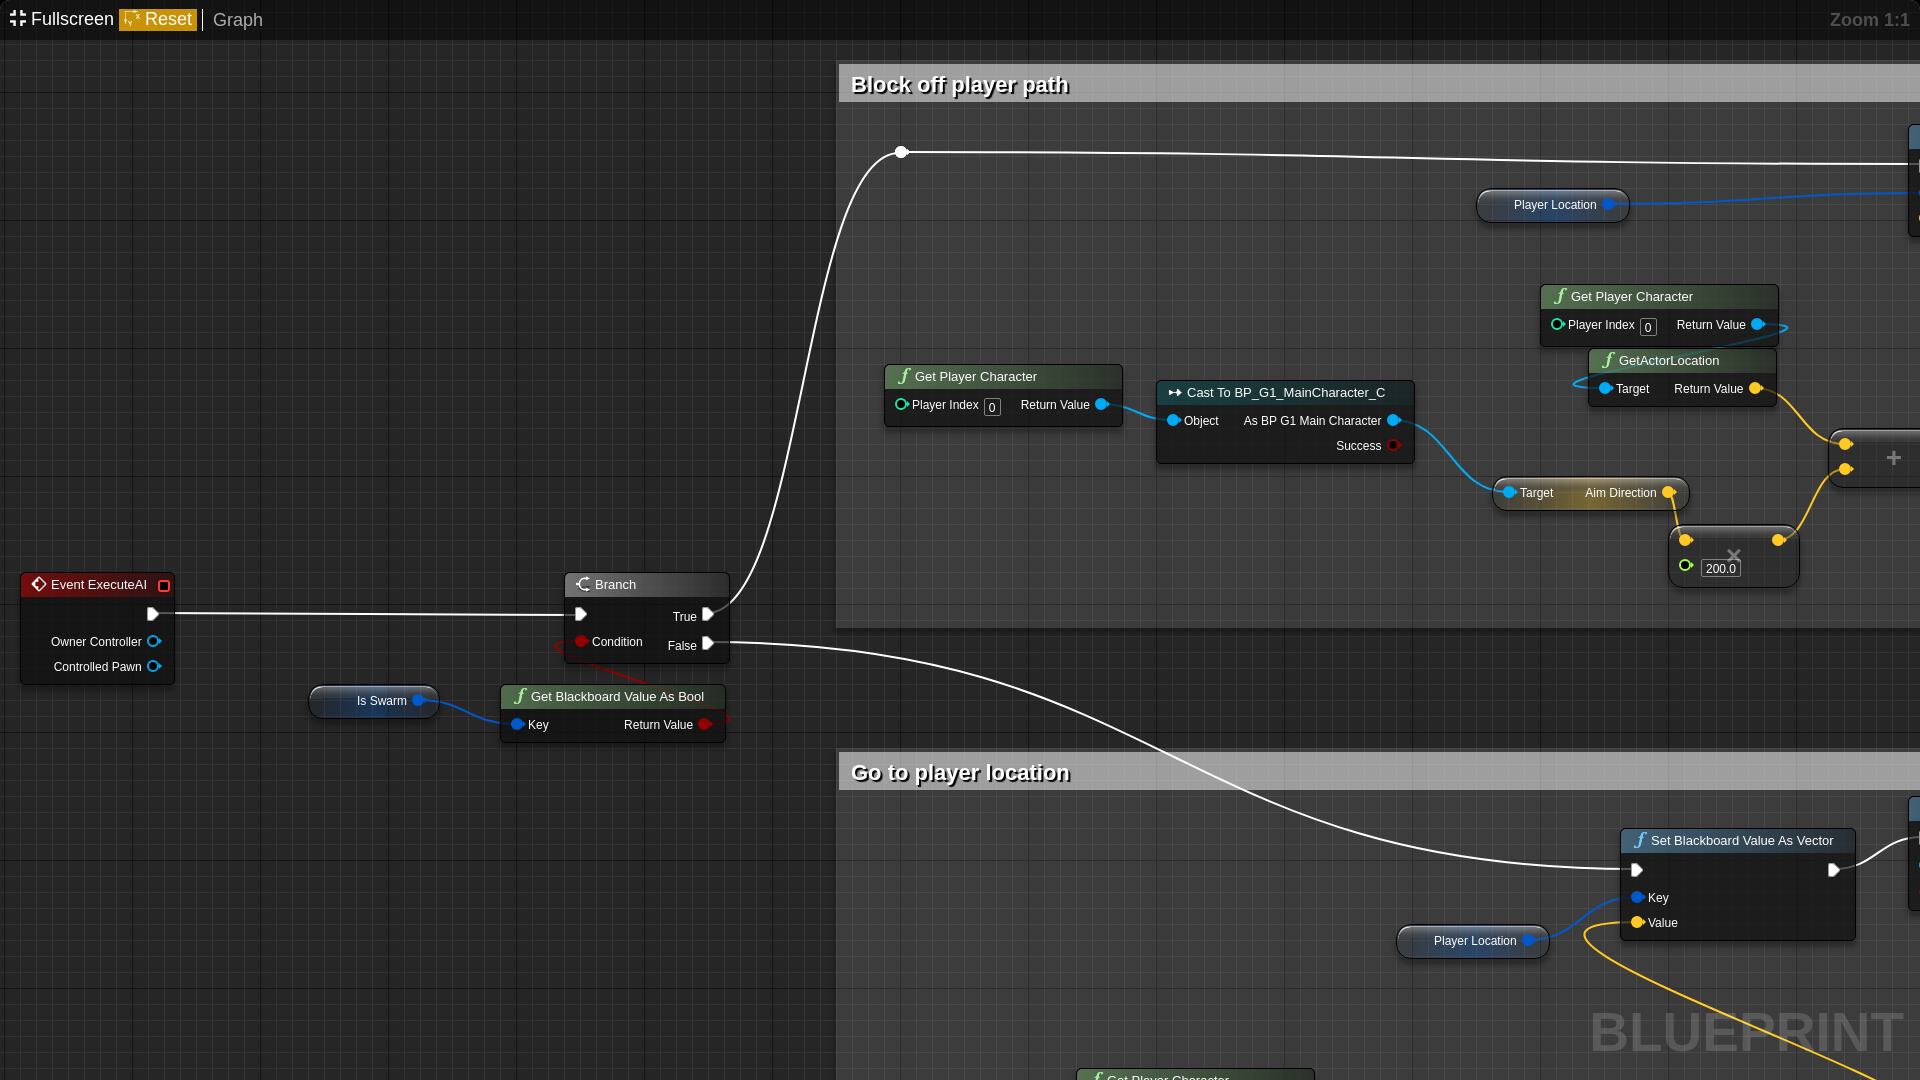 Fullscreen Reset Graph Zoom 1:1
Block off player path
Player Location
Get Player Character
Player Index 0 Return Value
GetActorLocation
Target Return Value
Get Player Character
Player Index 0 Return Value
Cast To BP_G1_MainCharacter_C
Object As BP G1 Main Character
Success
+
Target Aim Direction
×
200.0
Event ExecuteAI
Owner Controller
Controlled Pawn
Branch
True
Condition False
Is Swarm
Get Blackboard Value As Bool
Key Return Value
Go to player location
Set Blackboard Value As Vector
Key
Value
Player Location
BLUEPRINT
Get Player Character